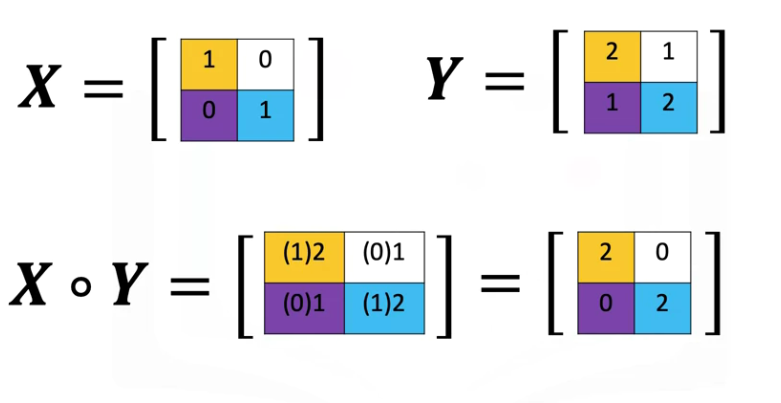 X = [ 1 0
0 1 ]
Y = [ 2 1
1 2 ]
X ∘ Y = [ (1)2 (0)1
(0)1 (1)2 ] = [ 2 0
0 2 ]